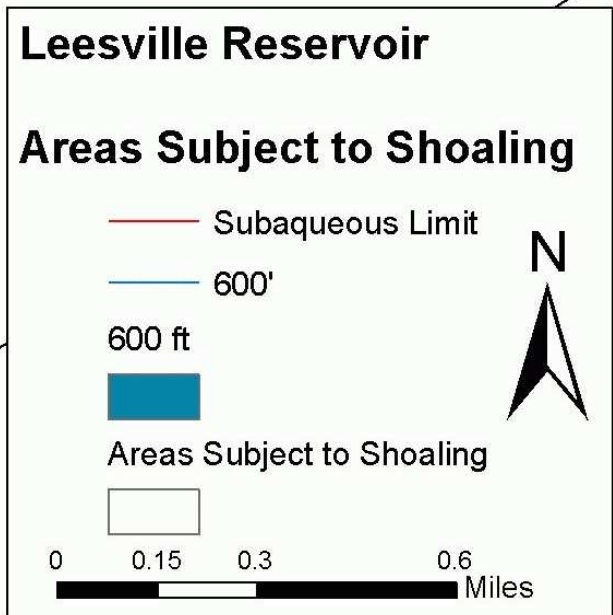 Leesville Reservoir
Areas Subject to Shoaling
Subaqueous Limit
N
600'
600 ft
Areas Subject to Shoaling
0 0.15 0.3 0.6
Miles